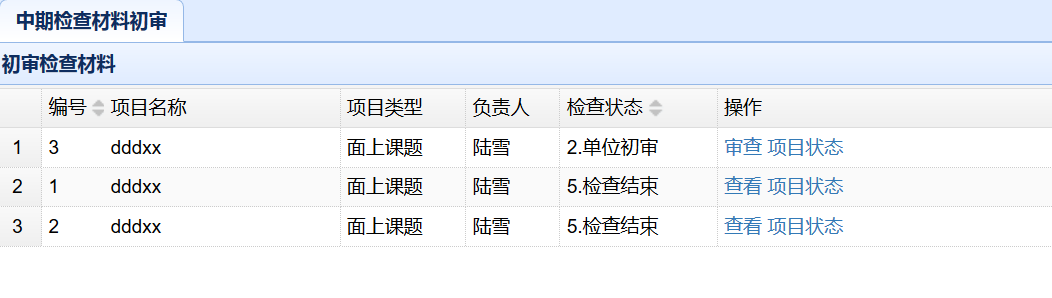 中期检查材料初审
初审检查材料
编号 项目名称 项目类型 负责人 检查状态 操作
1 3 dddxx 面上课题 陆雪 2.单位初审 审查 项目状态
2 1 dddxx 面上课题 陆雪 5.检查结束 查看 项目状态
3 2 dddxx 面上课题 陆雪 5.检查结束 查看 项目状态